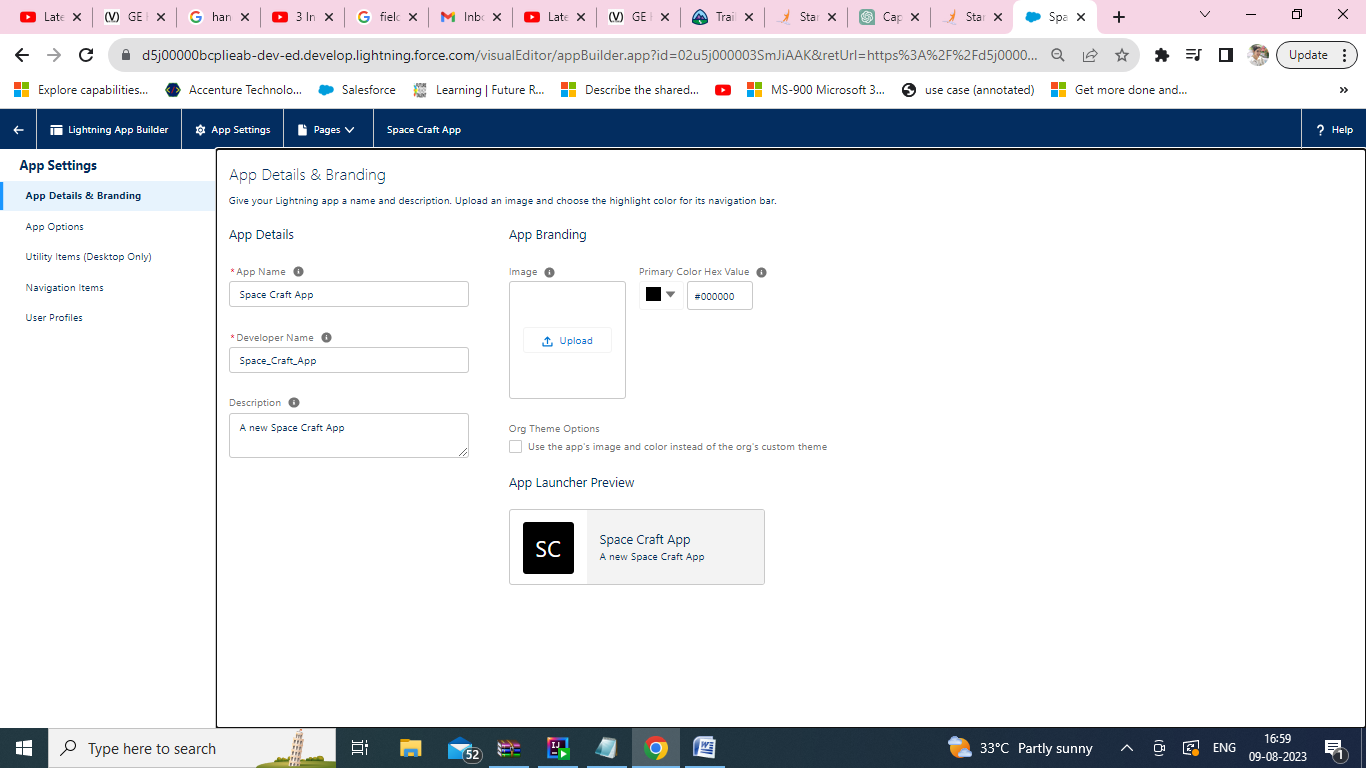 Late
GE I
han
3 In
field
Inbo
Late
GE I
Trai
Star
Cap
Star
Spa
d5j00000bcplieab-dev-ed.develop.lightning.force.com/visualEditor/appBuilder.app?id=02u5j000003SmJiAAK&retUrl=https%3A%2F%2Fd5j0000...
Update
Explore capabilities...
Accenture Technolo...
Salesforce
Learning | Future R...
Describe the shared...
MS-900 Microsoft 3...
use case (annotated)
Get more done and...
»
Lightning App Builder
App Settings
Pages
Space Craft App
? Help
App Settings
App Details & Branding
App Options
Utility Items (Desktop Only)
Navigation Items
User Profiles
App Details & Branding
Give your Lightning app a name and description. Upload an image and choose the highlight color for its navigation bar.
App Details
*App Name
Space Craft App
*Developer Name
Space_Craft_App
Description
A new Space Craft App
App Branding
Image
Upload
Primary Color Hex Value
#000000
Org Theme Options
Use the app's image and color instead of the org's custom theme
App Launcher Preview
SC
Space Craft App
A new Space Craft App
Type here to search
52
33°C Partly sunny
ENG
16:59
09-08-2023
1